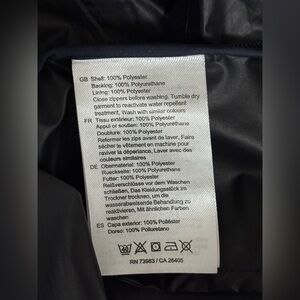 GB Shell: 100% Polyester
Backing: 100% Polyurethane
Lining: 100% Polyester
Close zippers before washing. Tumble dry
garment to reactivate water repellent
treatment. Wash with similar colours
FR Tissu extérieur: 100% Polyester
Appui or soutien: 100% Polyuréthane
Doublure: 100% Polyester
Refermer les zips avant de laver, Faire
sécher le vêtement en machine pour
raviver la déperlance, Laver avec des
couleurs similaires
DE Obermaterial: 100% Polyester
Rueckseite: 100% Polyurethan
Futter: 100% Polyester
Reißverschlüsse vor dem Waschen
schließen, Das Kleidungsstück im
Trockner trocknen, um die
wasserabweisende Behandlung zu
reaktivieren, Mit ähnlichen Farben
waschen
ES Capa exterior: 100% Poliéster
Dorso: 100% Poliuretano
RN 73983 / CA 26405